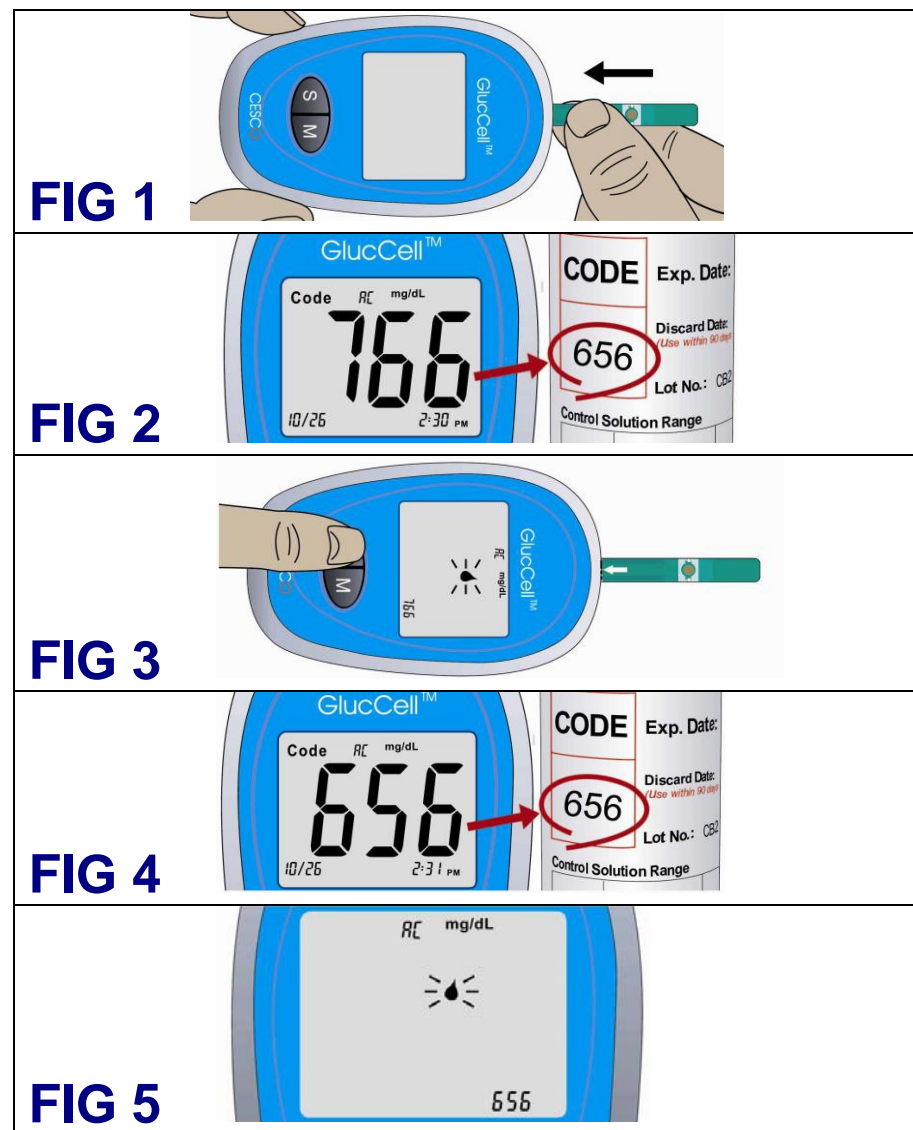 GlucCell™
S
M
CESCO
FIG 1
GlucCell™
Code AC mg/dL
766
10/26 2:30 PM
CODE Exp. Date:
656
Discard Date:
(Use within 90 days
Lot No.: CB2
Control Solution Range
FIG 2
GlucCell™
AC mg/dL
766
M
FIG 3
GlucCell™
Code AC mg/dL
656
10/26 2:31 PM
CODE Exp. Date:
656
Discard Date:
(Use within 90 days
Lot No.: CB2
Control Solution Range
FIG 4
AC mg/dL
656
FIG 5